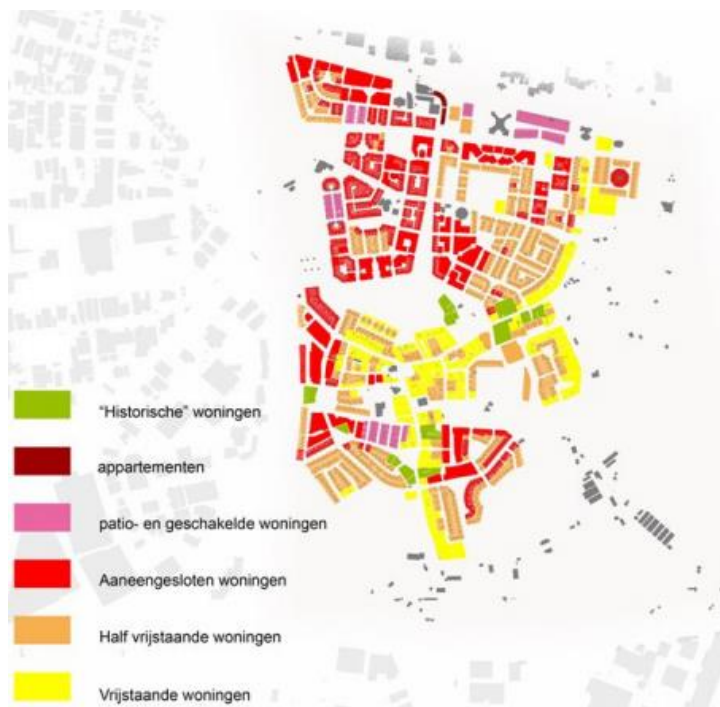 “Historische” woningen
appartementen
patio- en geschakelde woningen
Aaneengesloten woningen
Half vrijstaande woningen
Vrijstaande woningen